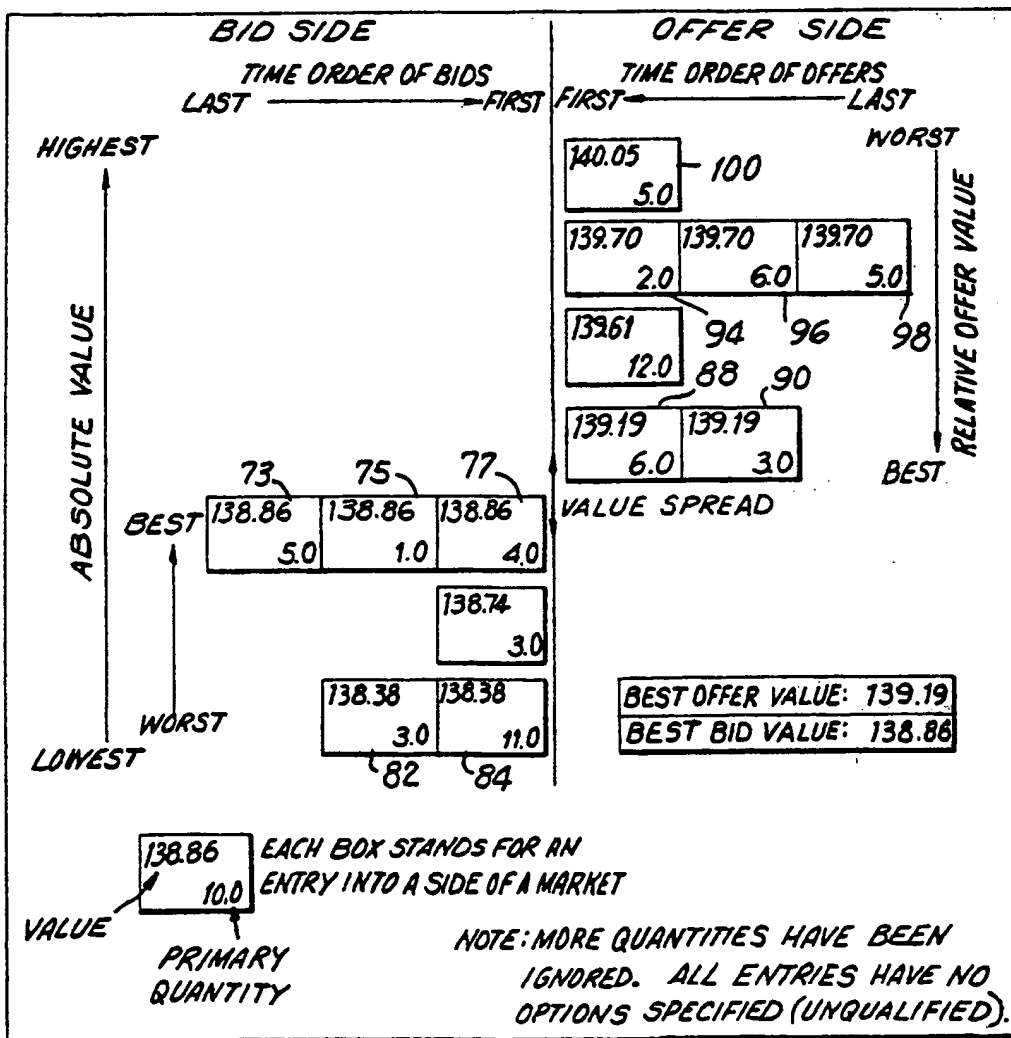 BID SIDE
OFFER SIDE
TIME ORDER OF BIDS
TIME ORDER OF OFFERS
LAST
FIRST
FIRST
LAST
HIGHEST
WORST
140.05
5.0
100
139.70
139.70
139.70
2.0
6.0
5.0
94
96
98
139.61
12.0
RELATIVE OFFER VALUE
ABSOLUTE VALUE
88
90
139.19
139.19
6.0
3.0
BEST
73
75
77
VALUE SPREAD
BEST
138.86
138.86
138.86
5.0
1.0
4.0
138.74
3.0
138.38
138.38
3.0
11.0
WORST
82
84
LOWEST
BEST OFFER VALUE: 139.19
BEST BID VALUE: 138.86
138.86
10.0
EACH BOX STANDS FOR AN
ENTRY INTO A SIDE OF A MARKET
VALUE
PRIMARY
QUANTITY
NOTE: MORE QUANTITIES HAVE BEEN
IGNORED. ALL ENTRIES HAVE NO
OPTIONS SPECIFIED (UNQUALIFIED).